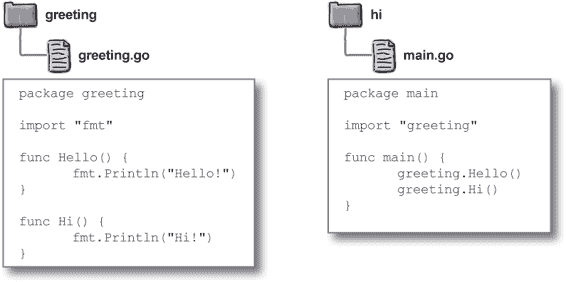 greeting
greeting.go
package greeting
import "fmt"
func Hello() {
fmt.Println("Hello!")
}
func Hi() {
fmt.Println("Hi!")
}
hi
main.go
package main
import "greeting"
func main() {
greeting.Hello()
greeting.Hi()
}